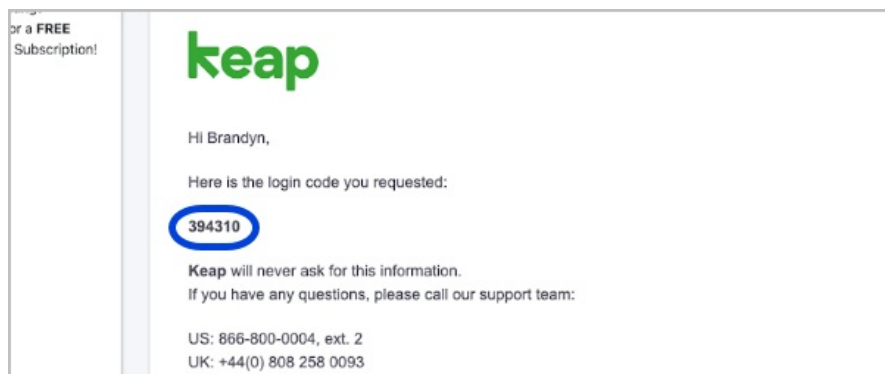 or a FREE
Subscription!
keap
Hi Brandyn,
Here is the login code you requested:
394310
Keap will never ask for this information.
If you have any questions, please call our support team:
US: 866-800-0004, ext. 2
UK: +44(0) 808 258 0093